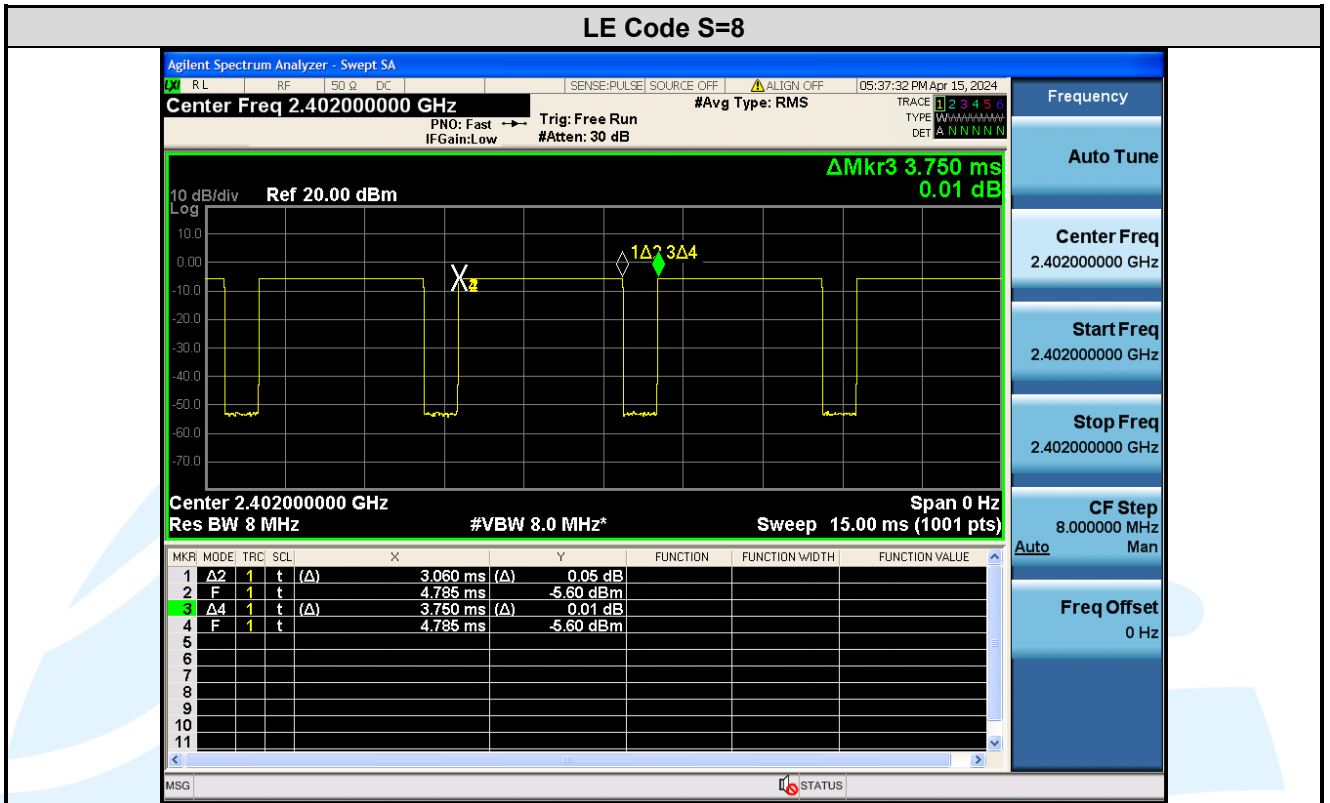 LE Code S=8
Agilent Spectrum Analyzer - Swept SA
LXI RL RF 50 Ω DC SENSE:PULSE SOURCE OFF ALIGN OFF 05:37:32 PM Apr 15, 2024
Center Freq 2.402000000 GHz #Avg Type: RMS TRACE 1 2 3 4 5 6
PNO: Fast Trig: Free Run TYPE
IFGain:Low #Atten: 30 dB DET A N N N N N
ΔMkr3 3.750 ms
0.01 dB
10 dB/div Ref 20.00 dBm
Log
10.0
0.00
-10.0
-20.0
-30.0
-40.0
-50.0
-60.0
-70.0
1Δ2 3Δ4
Center 2.402000000 GHz Span 0 Hz
Res BW 8 MHz #VBW 8.0 MHz* Sweep 15.00 ms (1001 pts)
MKR MODE TRC SCL X Y FUNCTION FUNCTION WIDTH FUNCTION VALUE
1 Δ2 1 t (Δ) 3.060 ms (Δ) 0.05 dB
2 F 1 t 4.785 ms -5.60 dBm
3 Δ4 1 t (Δ) 3.750 ms (Δ) 0.01 dB
4 F 1 t 4.785 ms -5.60 dBm
5
6
7
8
9
10
11
MSG STATUS
Frequency
Auto Tune
Center Freq
2.402000000 GHz
Start Freq
2.402000000 GHz
Stop Freq
2.402000000 GHz
CF Step
8.000000 MHz
Auto Man
Freq Offset
0 Hz